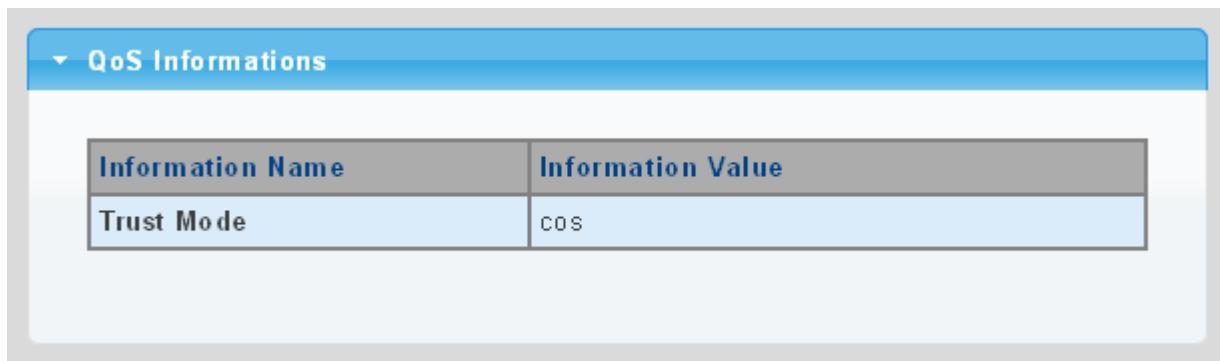 QoS Informations
Information Name Information Value
Trust Mode cos